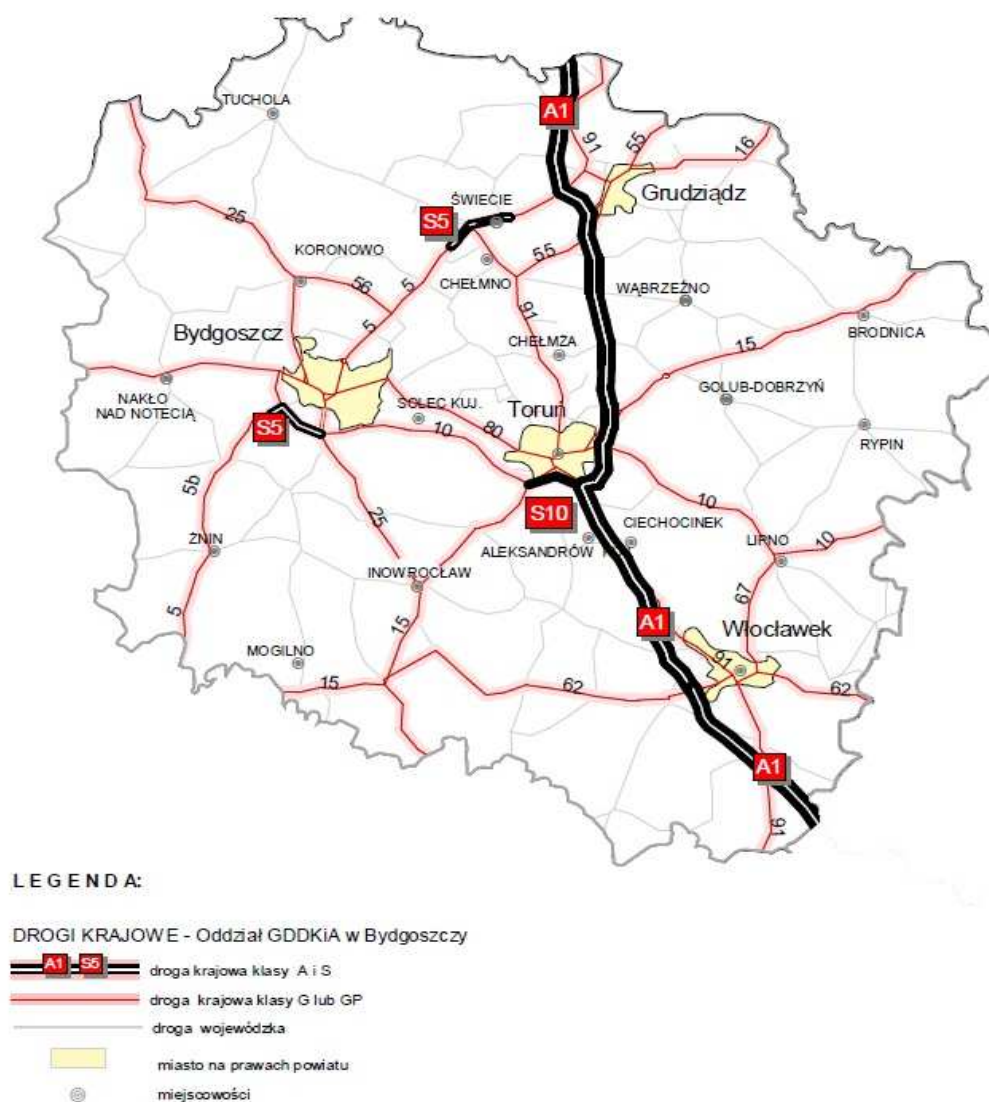 TUCHOLA
A1
91
55
16
Grudziądz
ŚWIECIE
S5
25
KORONOWO
CHEŁMNO
55
5
56
WĄBRZEŹNO
91
5
Bydgoszcz
BRODNICA
CHEŁMŻA
15
NAKŁO
NAD NOTECIĄ
GOLUB-DOBRZYŃ
SOLEC KUJ.
Toruń
S5
10
80
RYPIN
5b
S10
10
25
CIECHOCINEK
ŻNIN
ALEKSANDRÓW
LIPNO
10
INOWROCŁAW
67
5
15
A1
Włocławek
MOGILNO
91
15
62
62
A1
91
LEGENDA:
DROGI KRAJOWE - Oddział GDDKiA w Bydgoszczy
A1 S5 droga krajowa klasy A i S
droga krajowa klasy G lub GP
droga wojewódzka
miasto na prawach powiatu
miejscowości